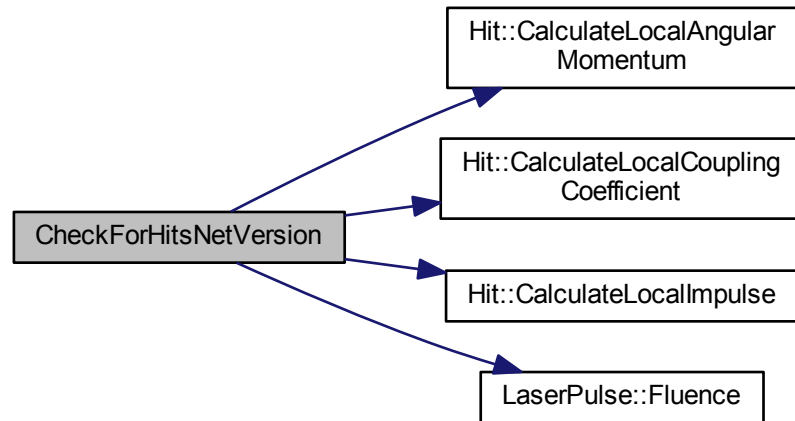 Hit::CalculateLocalAngular
Momentum
Hit::CalculateLocalCoupling
Coefficient
CheckForHitsNetVersion
Hit::CalculateLocalImpulse
LaserPulse::Fluence